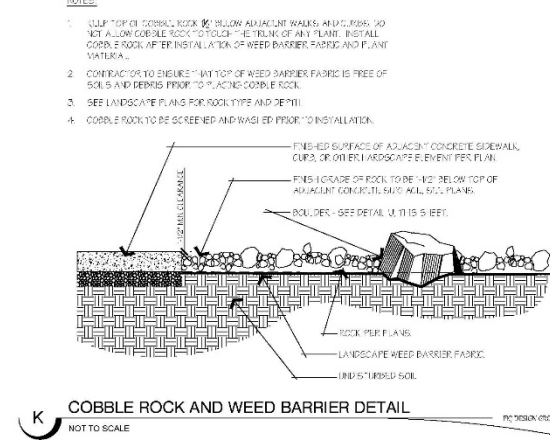 NOTES:
1. KEEP TOP OF COBBLE ROCK BELOW ADJACENT WALKS AND CURBS. DO
NOT ALLOW COBBLE ROCK TO TOUCH THE TRUNK OF ANY PLANT. INSTALL
COBBLE ROCK AFTER INSTALLATION OF WEED BARRIER FABRIC AND PLANT
MATERIAL.
2. CONTRACTOR TO ENSURE THAT TOP OF WEED BARRIER FABRIC IS FREE OF
SOILS AND DEBRIS PRIOR TO PLACING COBBLE ROCK.
3. SEE LANDSCAPE PLANS FOR ROCK TYPE AND DEPTH.
4. COBBLE ROCK TO BE SCREENED AND WASHED PRIOR TO INSTALLATION.
FINISHED SURFACE OF ADJACENT CONCRETE SIDEWALK,
CURB, OR OTHER HARDSCAPE ELEMENT PER PLAN
1-1/2" MIN. CLEARANCE
FINISH GRADE OF ROCK TO BE 1-1/2" BELOW TOP OF
ADJACENT CONCRETE SURFACE, SEE PLANS.
BOULDER - SEE DETAIL U, THIS SHEET.
ROCK PER PLANS.
LANDSCAPE WEED BARRIER FABRIC.
UNDISTURBED SOIL
K COBBLE ROCK AND WEED BARRIER DETAIL
NOT TO SCALE
DESIGN